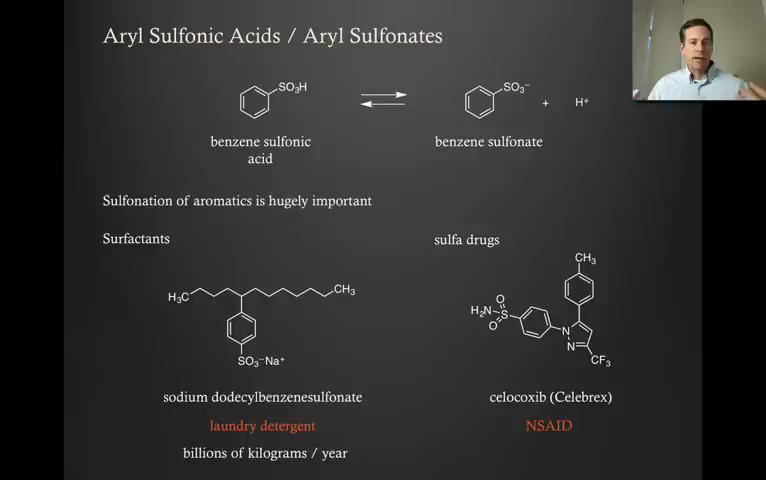 Aryl Sulfonic Acids / Aryl Sulfonates
SO₃H
SO₃⁻
+
H⁺
benzene sulfonic
acid
benzene sulfonate
Sulfonation of aromatics is hugely important
Surfactants
sulfa drugs
CH₃
H₃C
CH₃
H₂N
O
S
O
N
N
CF₃
SO₃⁻Na⁺
sodium dodecylbenzenesulfonate
celocoxib (Celebrex)
laundry detergent
NSAID
billions of kilograms / year